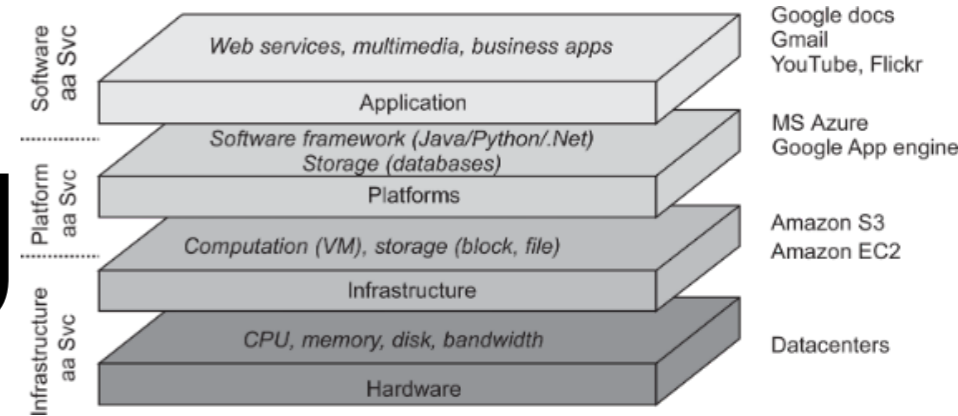 Software
aa Svc
Web services, multimedia, business apps
Application
Google docs
Gmail
YouTube, Flickr
Platform
aa Svc
Software framework (Java/Python/.Net)
Storage (databases)
Platforms
MS Azure
Google App engine
Infrastructure
aa Svc
Computation (VM), storage (block, file)
Infrastructure
Amazon S3
Amazon EC2
CPU, memory, disk, bandwidth
Hardware
Datacenters